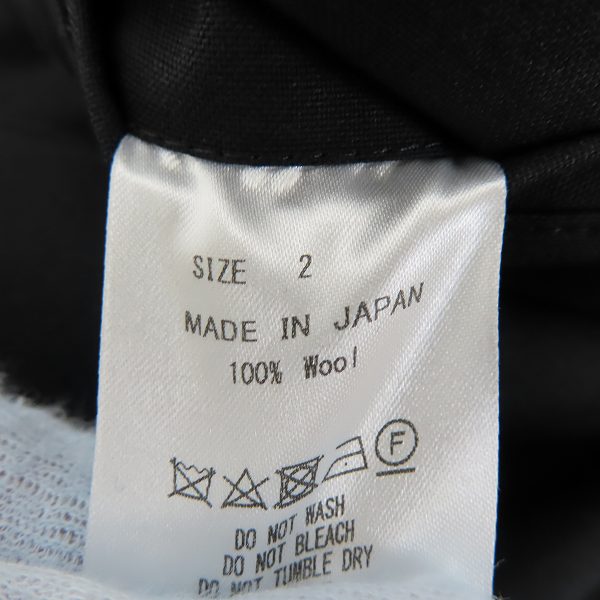 SIZE 2
MADE IN JAPAN
100% Wool
F
DO NOT WASH
DO NOT BLEACH
DO NOT TUMBLE DRY